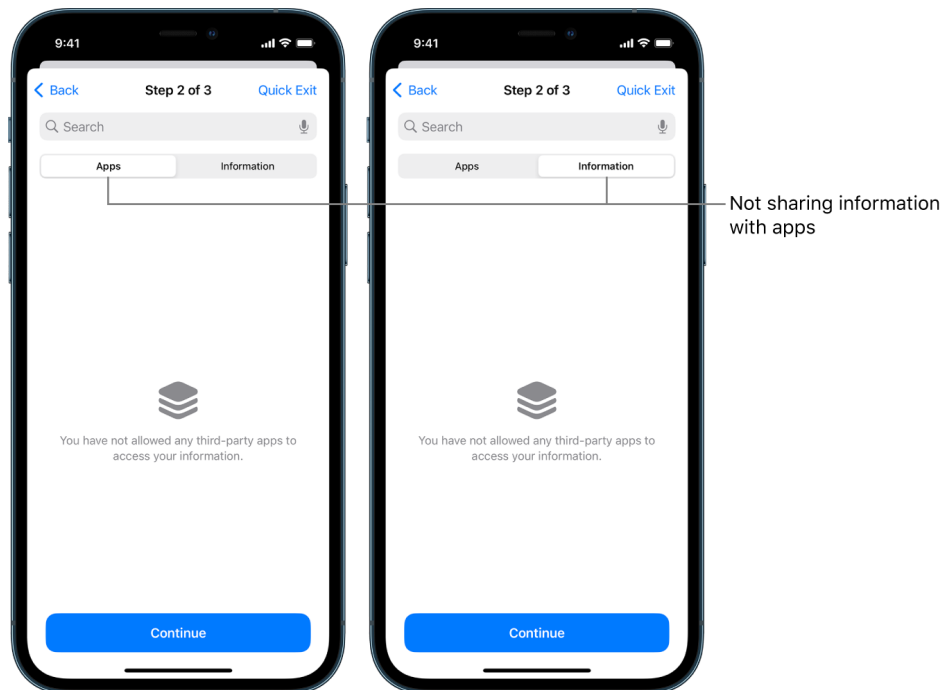 9:41
Back
Step 2 of 3
Quick Exit
Search
Apps
Information
You have not allowed any third-party apps to
access your information.
Continue
9:41
Back
Step 2 of 3
Quick Exit
Search
Apps
Information
You have not allowed any third-party apps to
access your information.
Continue
Not sharing information
with apps